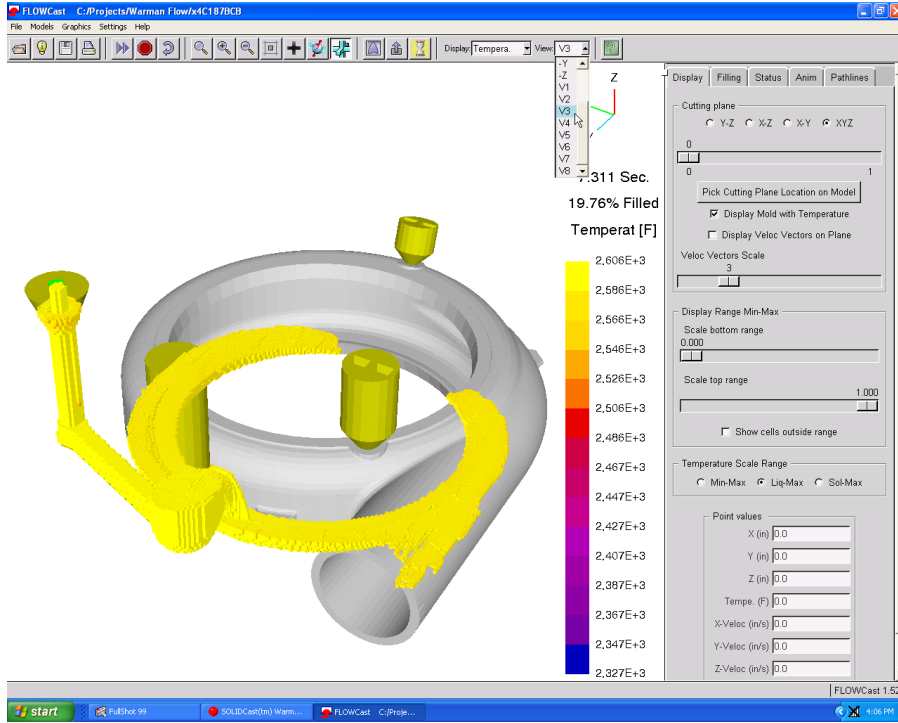 FLOWCast C:/Projects/Warman Flow/x4C187BCB
File Models Graphics Settings Help
Display: Tempera. View: V3
-Y
-Z
V1
V2
V3
V4
V5
V6
V7
V8
Z
7.311 Sec.
19.76% Filled
Temperat [F]
2,606E+3
2,586E+3
2,566E+3
2,546E+3
2,526E+3
2,506E+3
2,486E+3
2,467E+3
2,447E+3
2,427E+3
2,407E+3
2,387E+3
2,367E+3
2,347E+3
2,327E+3
Display Filling Status Anim Pathlines
Cutting plane
Y-Z X-Z X-Y XYZ
0
0 1
Pick Cutting Plane Location on Model
Display Mold with Temperature
Display Veloc Vectors on Plane
Veloc Vectors Scale
3
Display Range Min-Max
Scale bottom range
0.000
Scale top range
1.000
Show cells outside range
Temperature Scale Range
Min-Max Liq-Max Sol-Max
Point values
X (in) 0.0
Y (in) 0.0
Z (in) 0.0
Tempe. (F) 0.0
X-Veloc (in/s) 0.0
Y-Veloc (in/s) 0.0
Z-Veloc (in/s) 0.0
FLOWCast 1.52
start FullShot 99 SOLIDCast(tm) Warm... FLOWCast C:/Proje... 4:06 PM